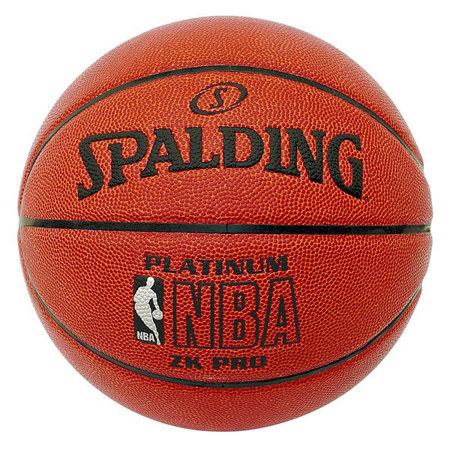 S
SPALDING
PLATINUM
NBA
NBA
ZK PRO